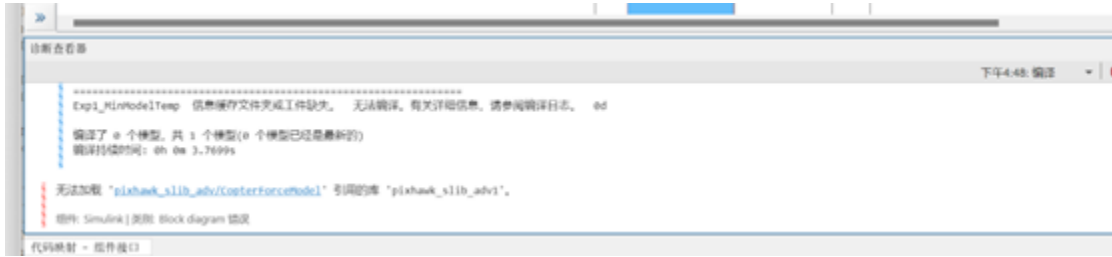 诊断查看器
下午4:48: 编译
============================================================
Exp1_MinModelTemp 信息缓存文件夹或工件缺失。 无法编译。有关详细信息，请参阅编译日志。 0d
编译了 0 个模型，共 1 个模型(0 个模型已经是最新的)
编译持续时间: 0h 0m 3.7699s
无法加载 'pixhawk_slib_adv/CopterForceModel' 引用的库 'pixhawk_slib_adv1'。
组件: Simulink | 类别: Block diagram 错误
代码映射 - 组件接口